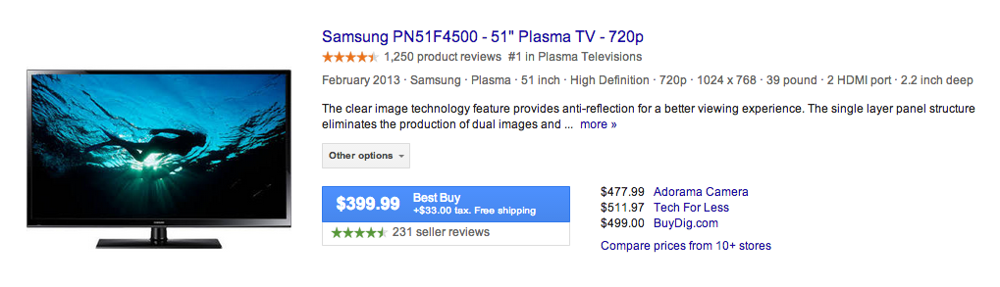 Samsung PN51F4500 - 51" Plasma TV - 720p
1,250 product reviews #1 in Plasma Televisions
February 2013 · Samsung · Plasma · 51 inch · High Definition · 720p · 1024 x 768 · 39 pound · 2 HDMI port · 2.2 inch deep
The clear image technology feature provides anti-reflection for a better viewing experience. The single layer panel structure
eliminates the production of dual images and ... more »
Other options
$399.99 Best Buy
+$33.00 tax. Free shipping
231 seller reviews
$477.99 Adorama Camera
$511.97 Tech For Less
$499.00 BuyDig.com
Compare prices from 10+ stores
SAMSUNG